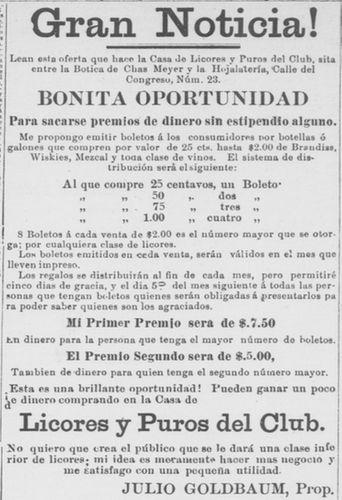 Gran Noticia!
Lean esta oferta que hace la Casa de Licores y Puros del Club, sita
entre la Botica de Chas Meyer y la Hojalatería, Calle del
Congreso, Núm. 23.
BONITA OPORTUNIDAD
Para sacarse premios de dinero sin estipendio alguno.
Me propongo emitir boletos á los consumidores por botellas ó
galones que compren por valor de 25 cts. hasta $2.00 de Brandies,
Wiskies, Mezcal y toda clase de vinos. El sistema de dis-
tribución será el siguiente:
Al que compre 25 centavos, un Boleto·
„ „ 50 „ dos „
„ „ 75 „ tres „
„ „ 1.00 „ cuatro „
8 Boletos á cada venta de $2.00 es el número mayor que se otor-
ga; por cualquiera clase de licores.
Los boletos emitidos en ceda venta, serán válidos en el mes que
lleven impreso.
Los regalos se distribuirán al fin de cada mes, pero permitiré
cinco dias de gracia, y el dia 5º del mes siguiente á todas las per-
sonas que tengan boletos quienes serán obligadas á presentarlos pa
ra poder saber quienes son los agraciados.
Mi Primer Premio sera de $.7.50
En dinero para la persona que tenga el mayor número de boletos.
El Premio Segundo sera de $.5.00,
Tambien de dinero para quien tenga el segundo número mayor.
¡Esta es una brillante oportunidad! Pueden ganar un poco
de dinero comprando en la Casa de
Licores y Puros del Club.
No quiero que crea el público que se le dará una clase infe
rior de licores; mi idea es meramente hacer mas negocio y
me satisfago con una pequeña utilidad.
JULIO GOLDBAUM, Prop.